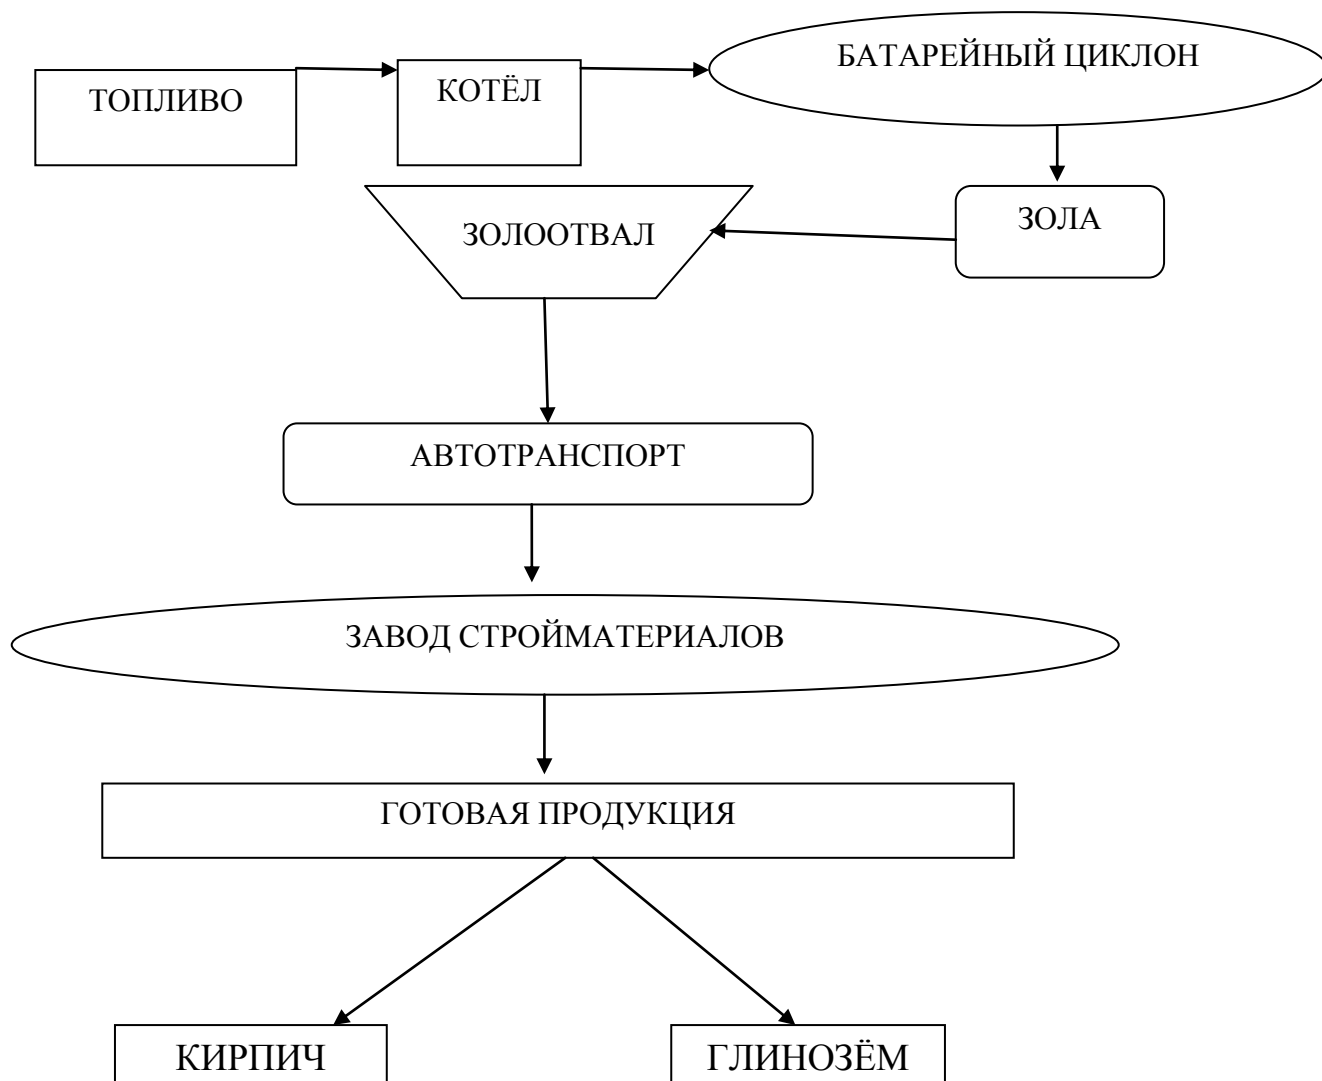 ТОПЛИВО
КОТЁЛ
БАТАРЕЙНЫЙ ЦИКЛОН
ЗОЛООТВАЛ
ЗОЛА
АВТОТРАНСПОРТ
ЗАВОД СТРОЙМАТЕРИАЛОВ
ГОТОВАЯ ПРОДУКЦИЯ
КИРПИЧ
ГЛИНОЗЁМ